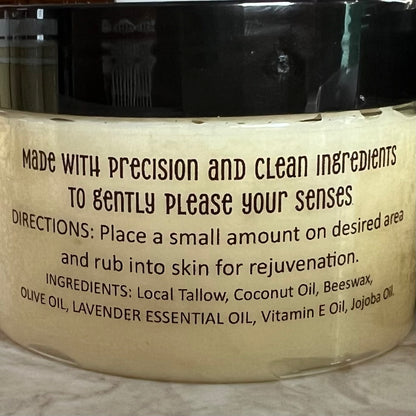 Made with precision and clean ingredients
to gently please your senses
DIRECTIONS: Place a small amount on desired area
and rub into skin for rejuvenation.
INGREDIENTS: Local Tallow, Coconut Oil, Beeswax,
OLIVE OIL, LAVENDER ESSENTIAL OIL, Vitamin E Oil, Jojoba Oil.